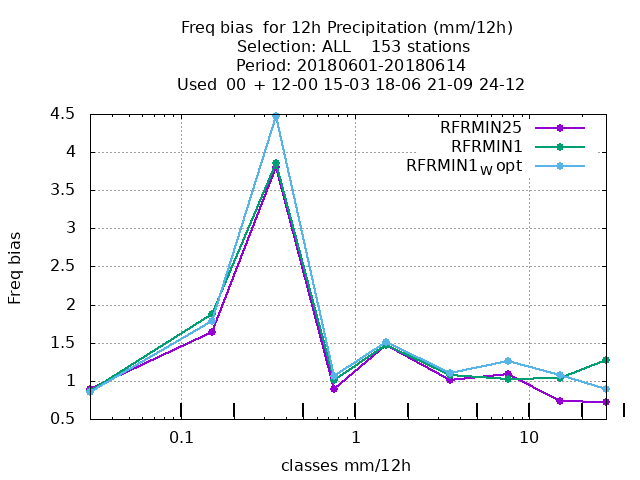 Freq bias  for 12h Precipitation (mm/12h)
Selection: ALL    153 stations
Period: 20180601-20180614
Used  00 + 12-00 15-03 18-06 21-09 24-12
RFRMIN25
RFRMIN1
RFRMIN1W opt
4.5
4
3.5
3
2.5
2
1.5
1
0.5
Freq bias
0.1 1 10
classes mm/12h